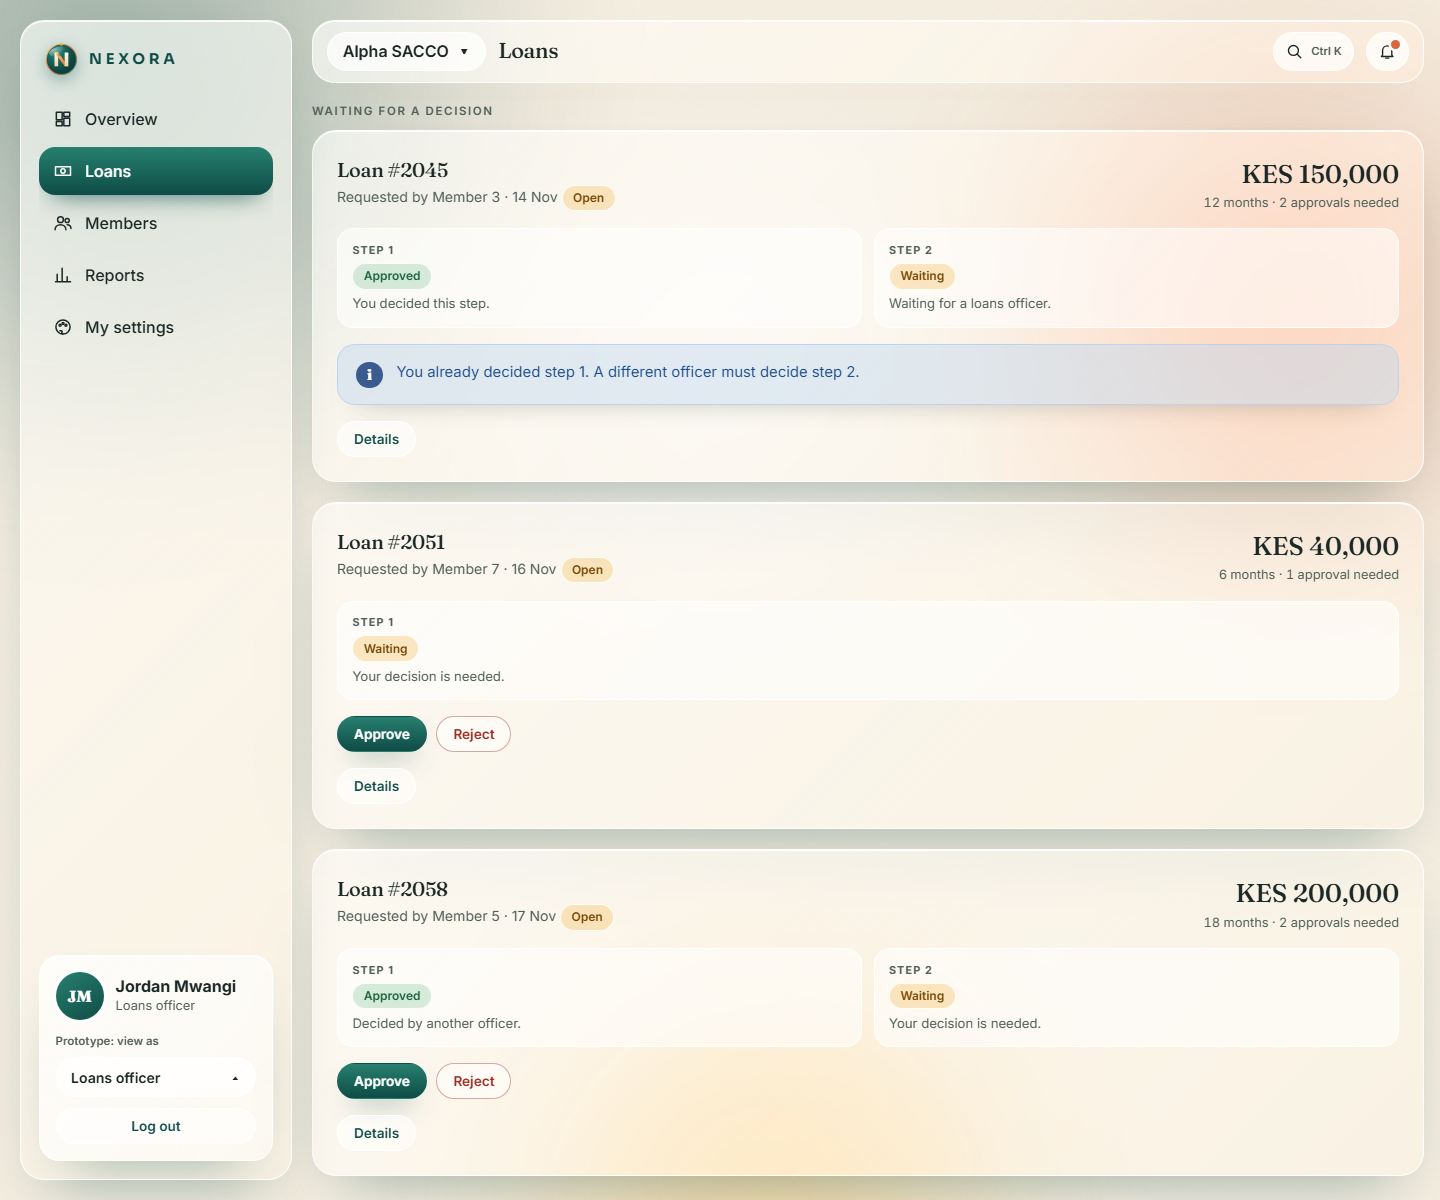 NEXORA
Overview
Loans
Members
Reports
My settings
JM
Jordan Mwangi
Loans officer
Prototype: view as
Loans officer
Log out
Alpha SACCO
Loans
Ctrl K
WAITING FOR A DECISION
Loan #2045
Requested by Member 3 · 14 Nov Open
KES 150,000
12 months · 2 approvals needed
STEP 1
Approved
You decided this step.
STEP 2
Waiting
Waiting for a loans officer.
You already decided step 1. A different officer must decide step 2.
Details
Loan #2051
Requested by Member 7 · 16 Nov Open
KES 40,000
6 months · 1 approval needed
STEP 1
Waiting
Your decision is needed.
Approve Reject
Details
Loan #2058
Requested by Member 5 · 17 Nov Open
KES 200,000
18 months · 2 approvals needed
STEP 1
Approved
Decided by another officer.
STEP 2
Waiting
Your decision is needed.
Approve Reject
Details